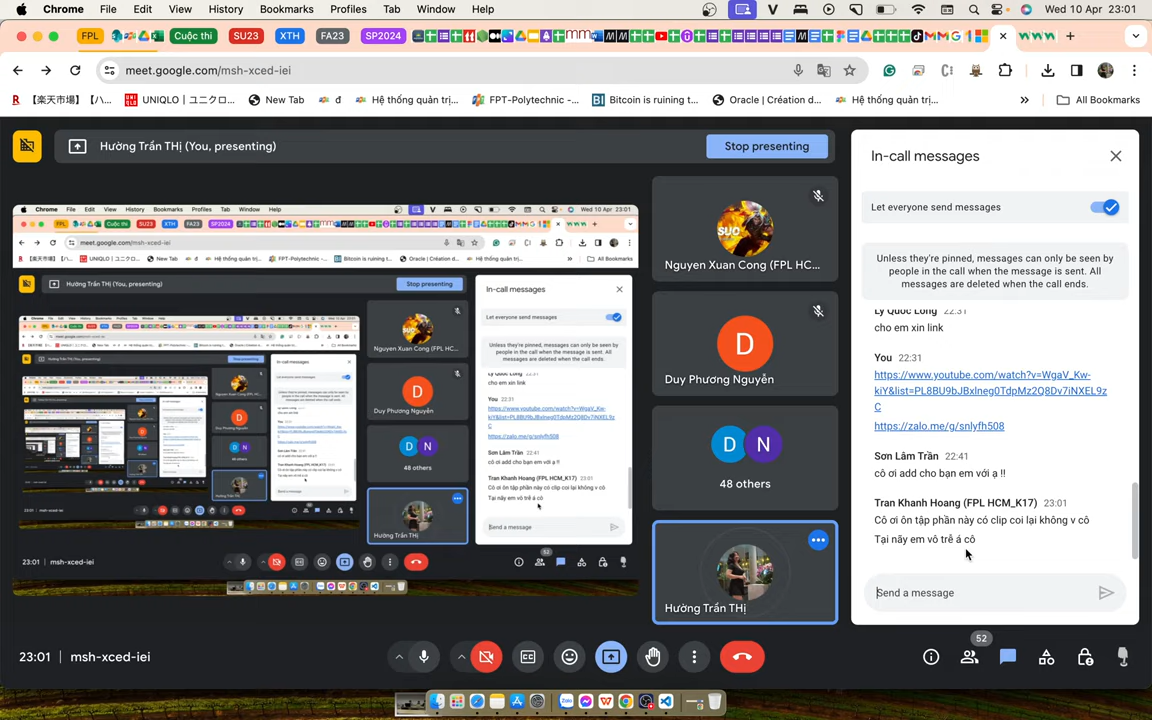 Chrome File Edit View History Bookmarks Profiles Tab Window Help Wed 10 Apr 23:01
FPL Cuộc thi SU23 XTH FA23 SP2024
meet.google.com/msh-xced-iei
【楽天市場】【ハ... UNIQLO | ユニクロ... New Tab đ Hệ thống quản trị... FPT-Polytechnic -... Bitcoin is ruining t... Oracle | Création d... Hệ thống quản trị... All Bookmarks
Hường Trần THị (You, presenting)
Stop presenting
Nguyen Xuan Cong (FPL HC...
D
Duy Phương Nguyễn
D N
48 others
Hường Trần THị
In-call messages
Let everyone send messages
Unless they're pinned, messages can only be seen by
people in the call when the message is sent. All
messages are deleted when the call ends.
Lý Quốc Long 22:31
cho em xin link
You 22:31
https://www.youtube.com/watch?v=WgaV_Kw-
kiY&list=PL8BU9bJBxlneg0TdpMz2Q8Dv7iNXEL9z
C
https://zalo.me/g/snlyfh508
Sơn Lâm Trần 22:41
cô ơi add cho bạn em với ạ !!
Tran Khanh Hoang (FPL HCM_K17) 23:01
Cô ơi ôn tập phần này có clip coi lại không v cô
Tại nãy em vô trễ á cô
Send a message
23:01 | msh-xced-iei
52